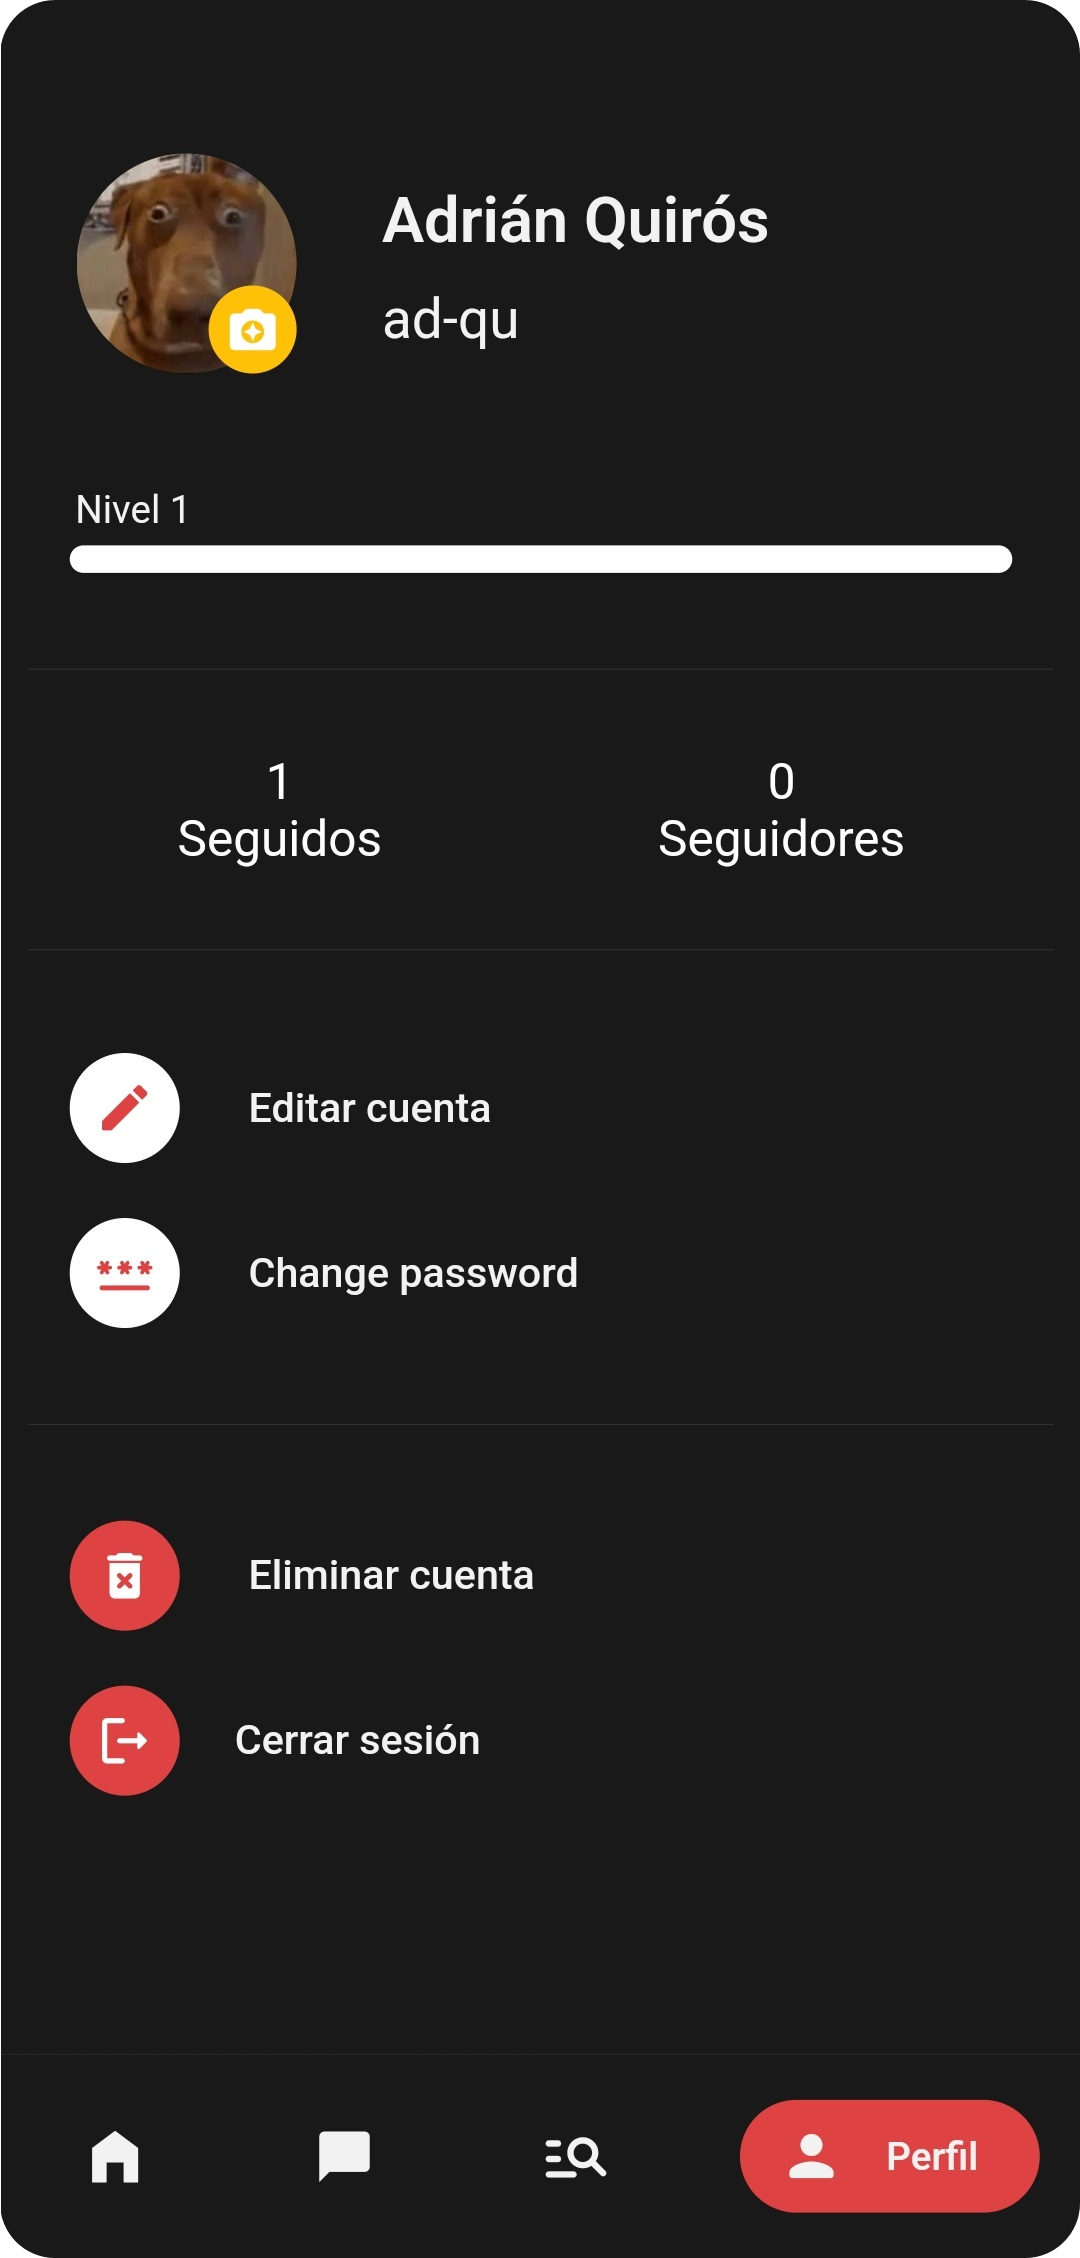 Adrián Quirós
ad-qu
Nivel 1
1
Seguidos
0
Seguidores
Editar cuenta
Change password
Eliminar cuenta
Cerrar sesión
Perfil